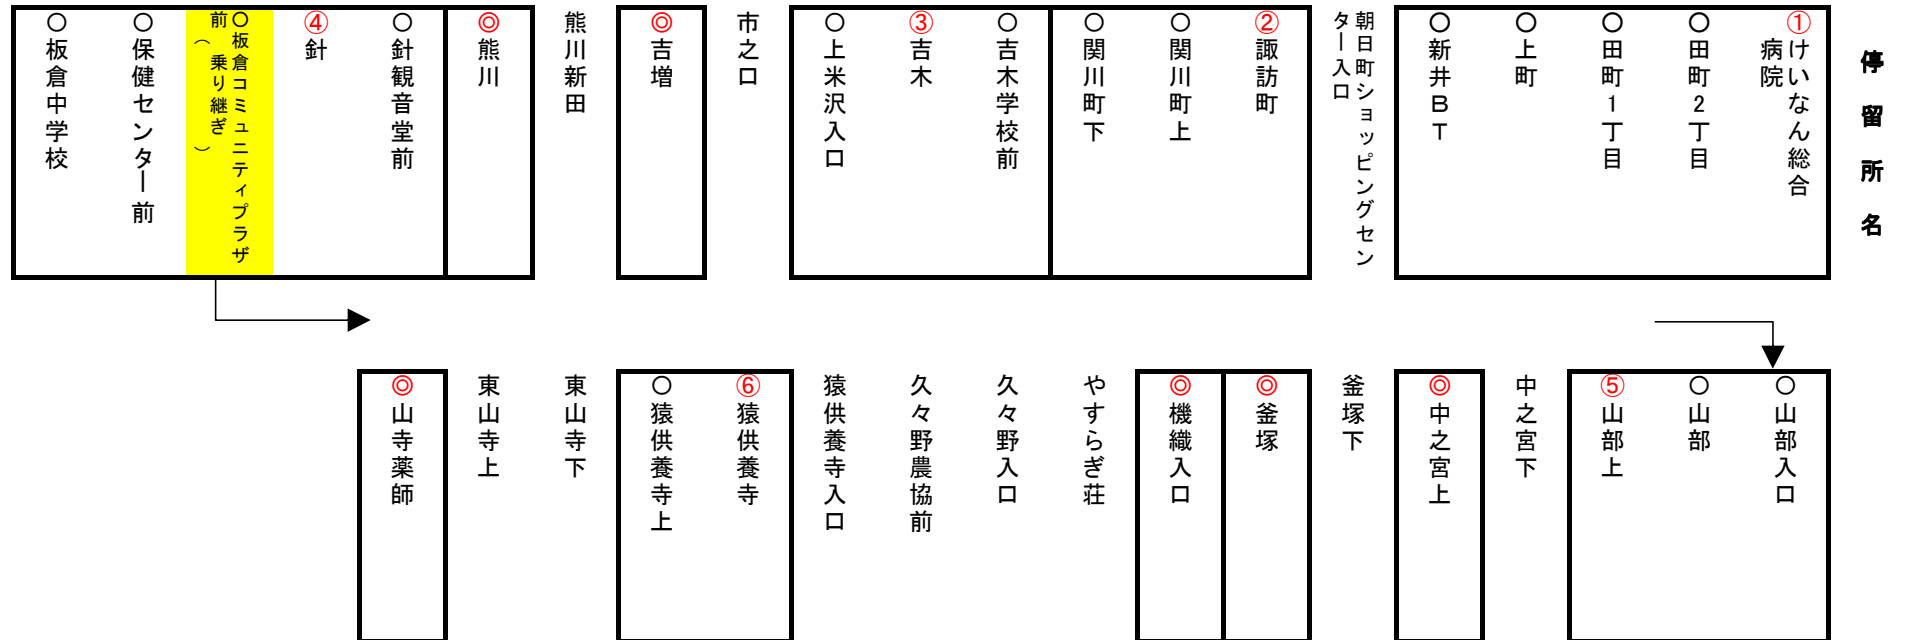 停留所名
①けいなん総合
病院
○田町2丁目
○田町1丁目
○上町
○新井BT
朝日町ショッピングセン
ター入口
②諏訪町
○関川町上
○関川町下
○吉木学校前
③吉木
○上米沢入口
市之口
◎吉増
熊川新田
◎熊川
○針観音堂前
④針
○板倉コミュニティプラザ
前(乗り継ぎ)
○保健センター前
○板倉中学校
○山部入口
○山部
⑤山部上
中之宮下
◎中之宮上
釜塚下
◎釜塚
◎機織入口
やすらぎ荘
久々野入口
久々野農協前
猿供養寺入口
⑥猿供養寺
○猿供養寺上
東山寺下
東山寺上
◎山寺薬師